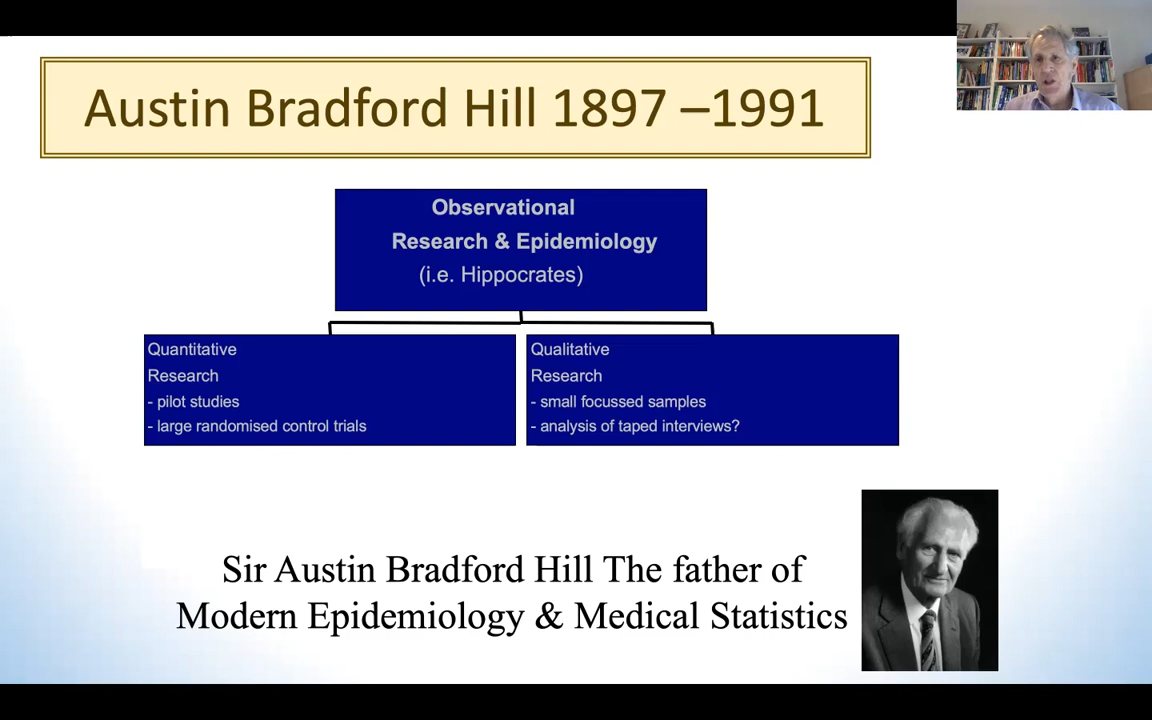 Austin Bradford Hill 1897 –1991
Observational
Research & Epidemiology
(i.e. Hippocrates)
Quantitative
Research
- pilot studies
- large randomised control trials
Qualitative
Research
- small focussed samples
- analysis of taped interviews?
Sir Austin Bradford Hill The father of
Modern Epidemiology & Medical Statistics